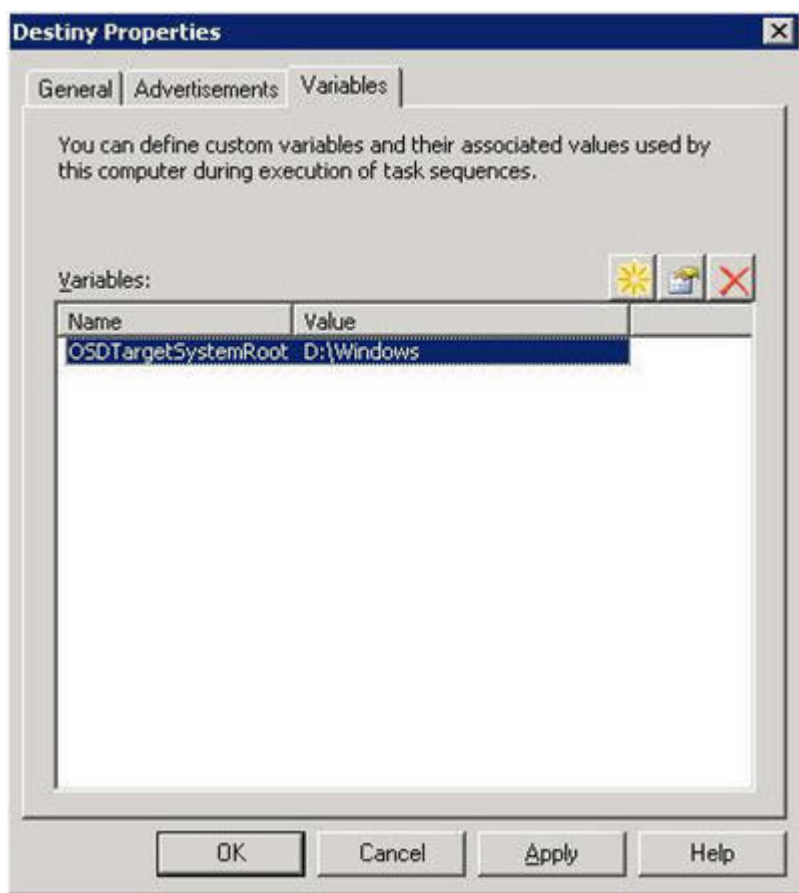 Destiny Properties
General
Advertisements
Variables
You can define custom variables and their associated values used by
this computer during execution of task sequences.
Variables:
Name Value
OSDTargetSystemRoot D:\Windows
OK Cancel Apply Help